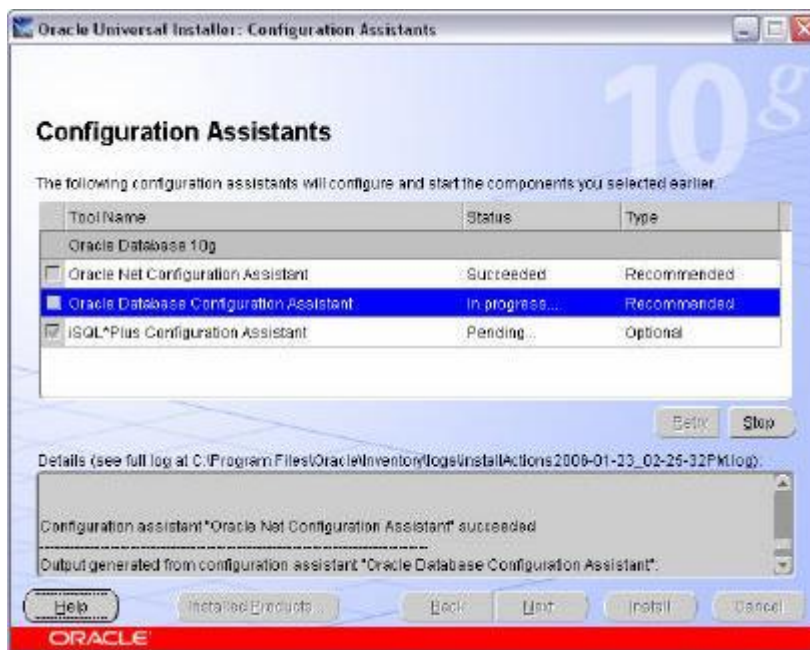 Oracle Universal Installer: Configuration Assistants
10g
Configuration Assistants
The following configuration assistants will configure and start the components you selected earlier.
Tool Name Status Type
Oracle Database 10g
Oracle Net Configuration Assistant Succeeded Recommended
Oracle Database Configuration Assistant In progress... Recommended
iSQL*Plus Configuration Assistant Pending... Optional
Retry Stop
Details (see full log at C:\Program Files\Oracle\Inventory\logs\installActions2006-01-23_02-25-32PM.log):
Configuration assistant "Oracle Net Configuration Assistant" succeeded
-----------------------------------------------------------------------------
Output generated from configuration assistant "Oracle Database Configuration Assistant":
Help Installed Products... Back Next Install Cancel
ORACLE